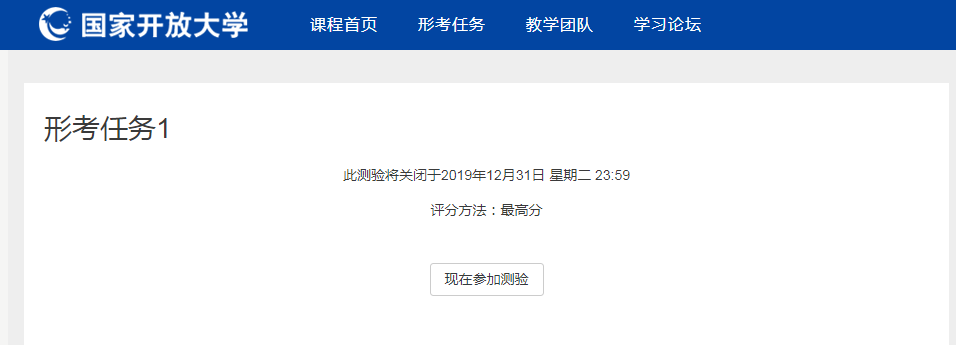 国家开放大学 课程首页 形考任务 教学团队 学习论坛
形考任务1
此测验将关闭于2019年12月31日 星期二 23:59
评分方法：最高分
现在参加测验